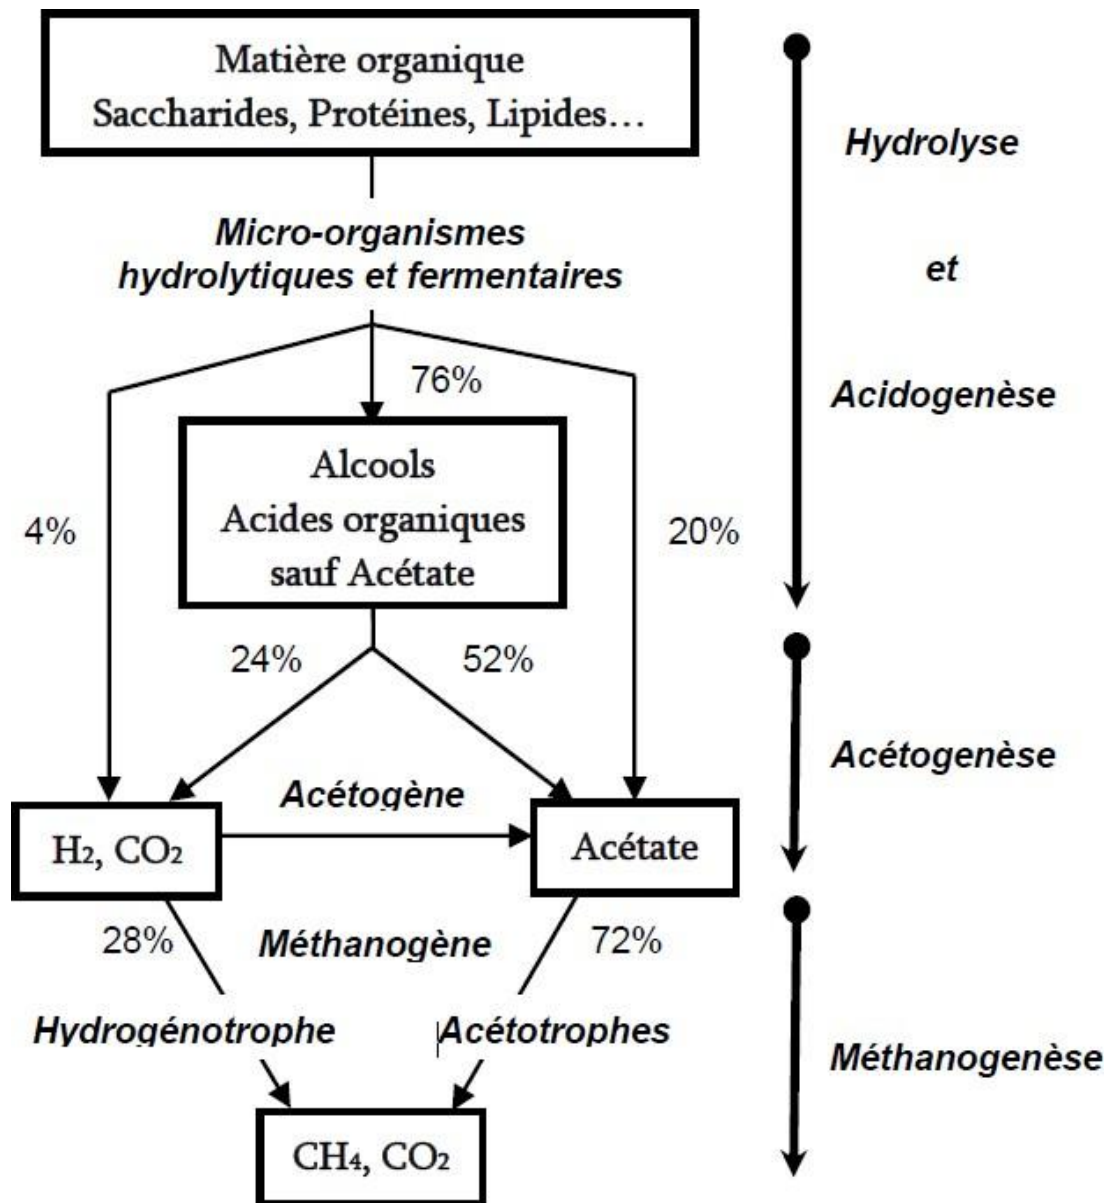 Matière organique
Saccharides, Protéines, Lipides…
Hydrolyse
Micro-organismes
hydrolytiques et fermentaires
et
76%
Acidogenèse
Alcools
Acides organiques
sauf Acétate
4%
20%
24%
52%
Acétogenèse
Acétogène
H₂, CO₂
Acétate
28%
Méthanogène
72%
Hydrogénotrophe
Acétotrophes
Méthanogenèse
CH₄, CO₂